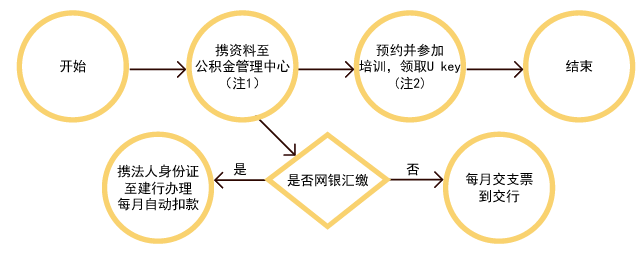 开始
携资料至
公积金管理中心
(注1)
预约并参加
培训，领取U key
(注2)
结束
携法人身份证
至建行办理
每月自动扣款
是
是否网银汇缴
否
每月交支票
到交行